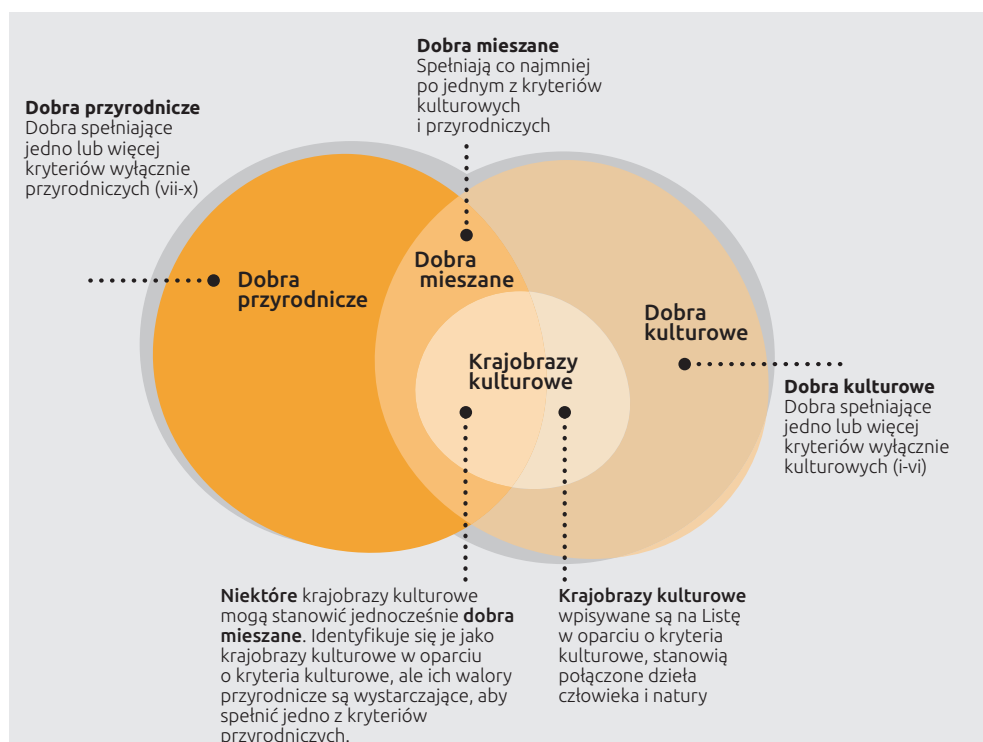 Dobra mieszane
Spełniają co najmniej
po jednym z kryteriów
kulturowych
i przyrodniczych
Dobra przyrodnicze
Dobra spełniające
jedno lub więcej
kryteriów wyłącznie
przyrodniczych (vii-x)
Dobra
przyrodnicze
Dobra
mieszane
Dobra
kulturowe
Krajobrazy
kulturowe
Dobra kulturowe
Dobra spełniające
jedno lub więcej
kryteriów wyłącznie
kulturowych (i-vi)
Niektóre krajobrazy kulturowe
mogą stanowić jednocześnie dobra
mieszane. Identyfikuje się je jako
krajobrazy kulturowe w oparciu
o kryteria kulturowe, ale ich walory
przyrodnicze są wystarczające, aby
spełnić jedno z kryteriów
przyrodniczych.
Krajobrazy kulturowe
wpisywane są na Listę
w oparciu o kryteria
kulturowe, stanowią
połączone dzieła
człowieka i natury